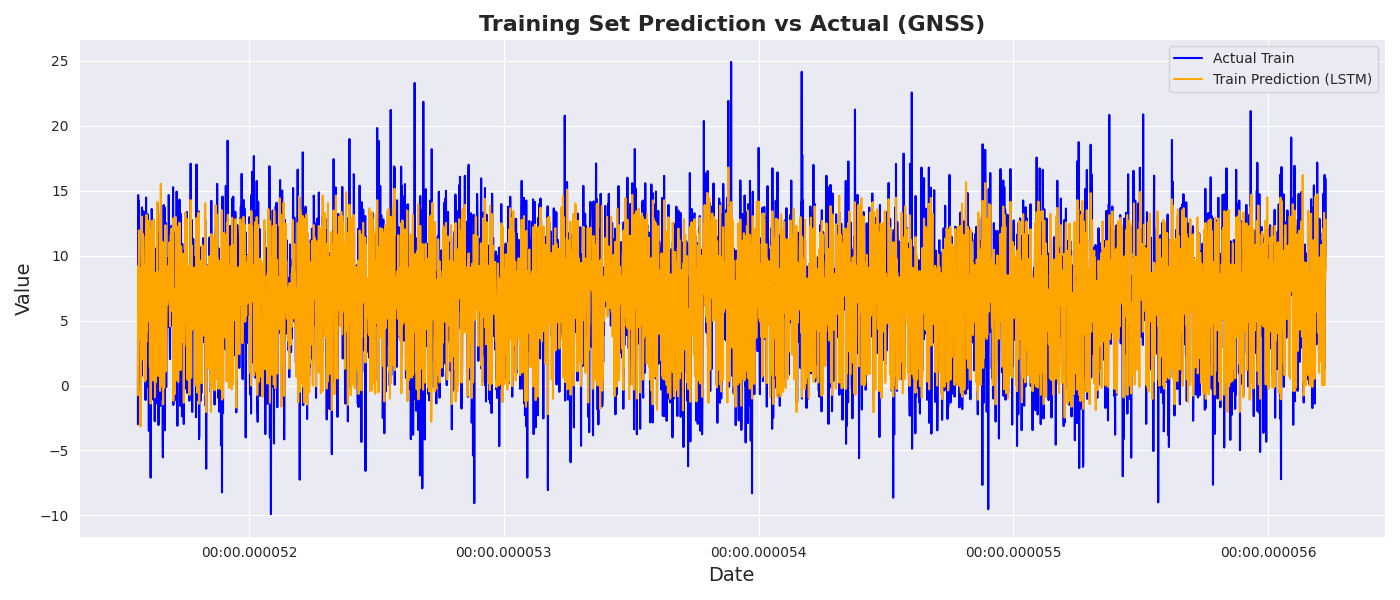 Training Set Prediction vs Actual (GNSS)
Actual Train
Train Prediction (LSTM)
Value
25
20
15
10
5
0
−5
−10
00:00.000052
00:00.000053
00:00.000054
00:00.000055
00:00.000056
Date